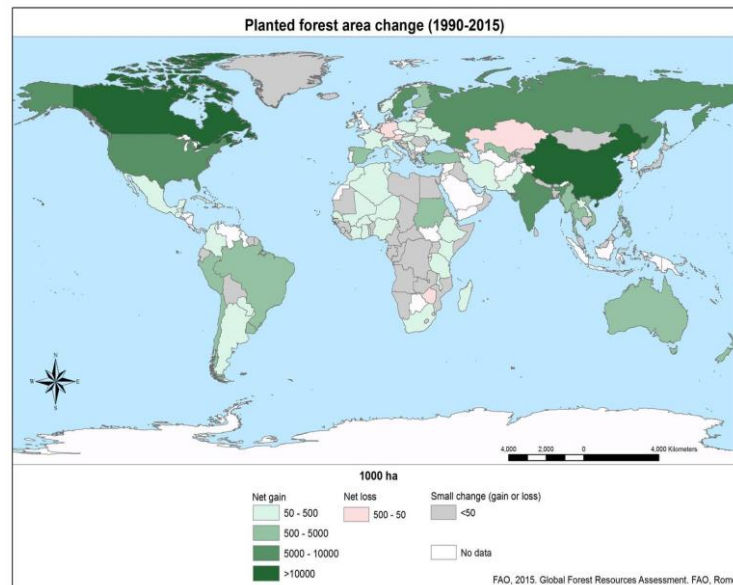 Planted forest area change (1990-2015)
N
W E
S
4,000 2,000 0 4,000 Kilometers
1000 ha
Net gain
50 - 500
500 - 5000
5000 - 10000
>10000
Net loss
500 - 50
Small change (gain or loss)
<50
No data
FAO, 2015. Global Forest Resources Assessment. FAO, Rom